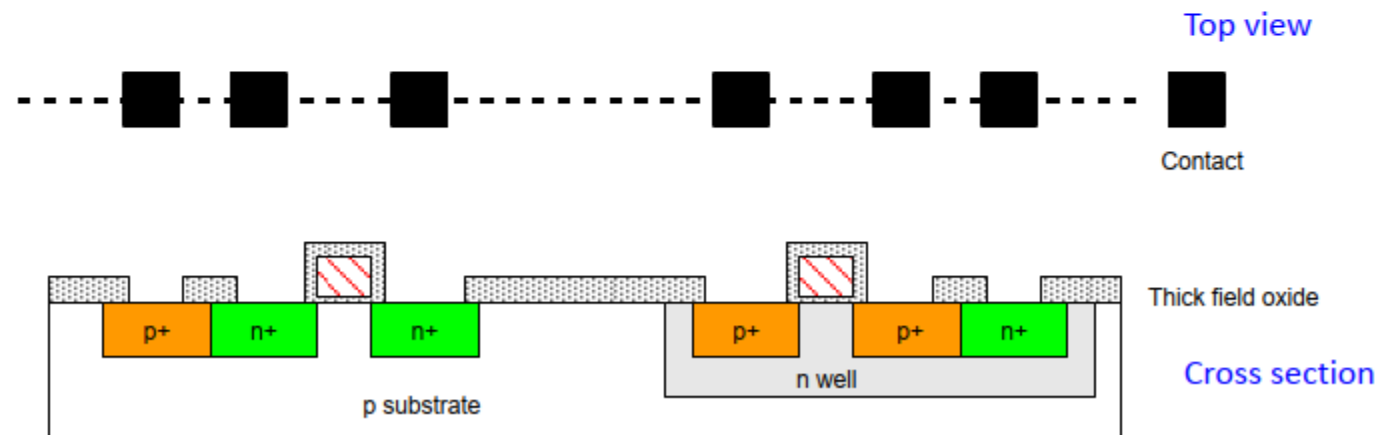 Top view
Contact
Thick field oxide
p+ n+ n+ p+ p+ n+
n well
Cross section
p substrate